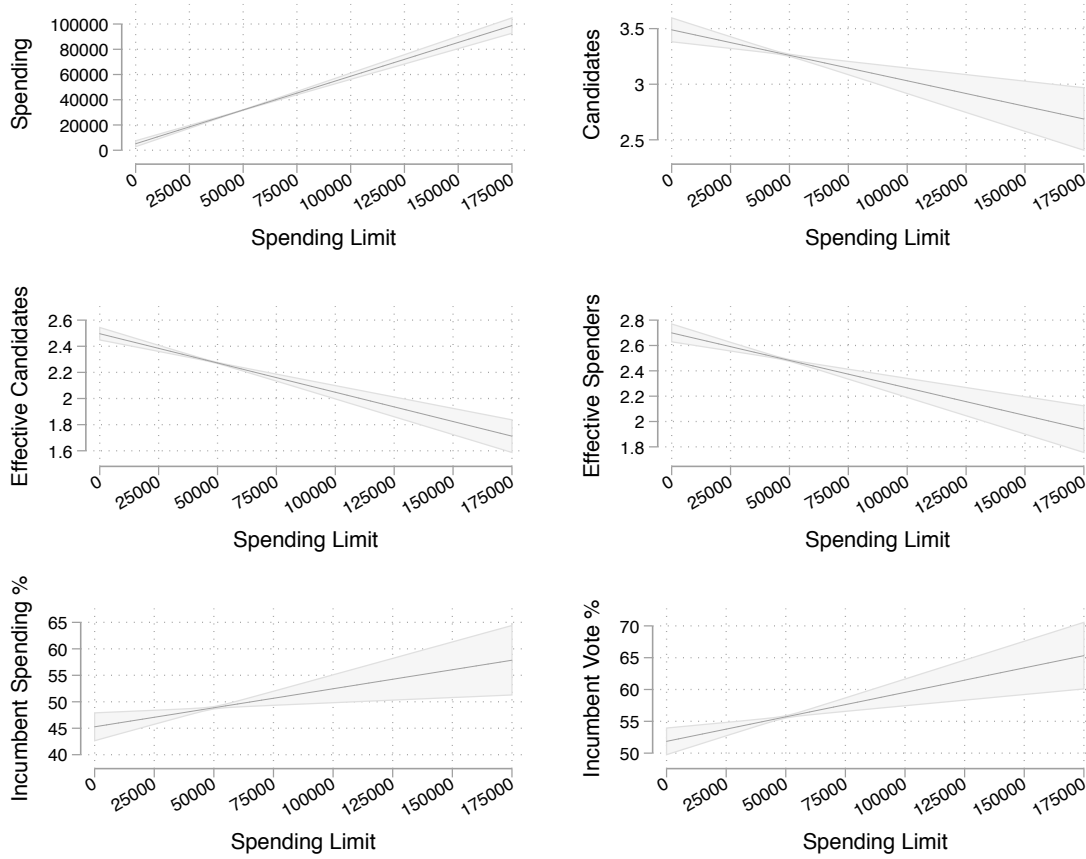 Spending
100000
80000
60000
40000
20000
0
0 25000 50000 75000 100000 125000 150000 175000
Spending Limit
Candidates
3.5
3
2.5
0 25000 50000 75000 100000 125000 150000 175000
Spending Limit
Effective Candidates
2.6
2.4
2.2
2
1.8
1.6
0 25000 50000 75000 100000 125000 150000 175000
Spending Limit
Effective Spenders
2.8
2.6
2.4
2.2
2
1.8
0 25000 50000 75000 100000 125000 150000 175000
Spending Limit
Incumbent Spending %
65
60
55
50
45
40
0 25000 50000 75000 100000 125000 150000 175000
Spending Limit
Incumbent Vote %
70
65
60
55
50
0 25000 50000 75000 100000 125000 150000 175000
Spending Limit